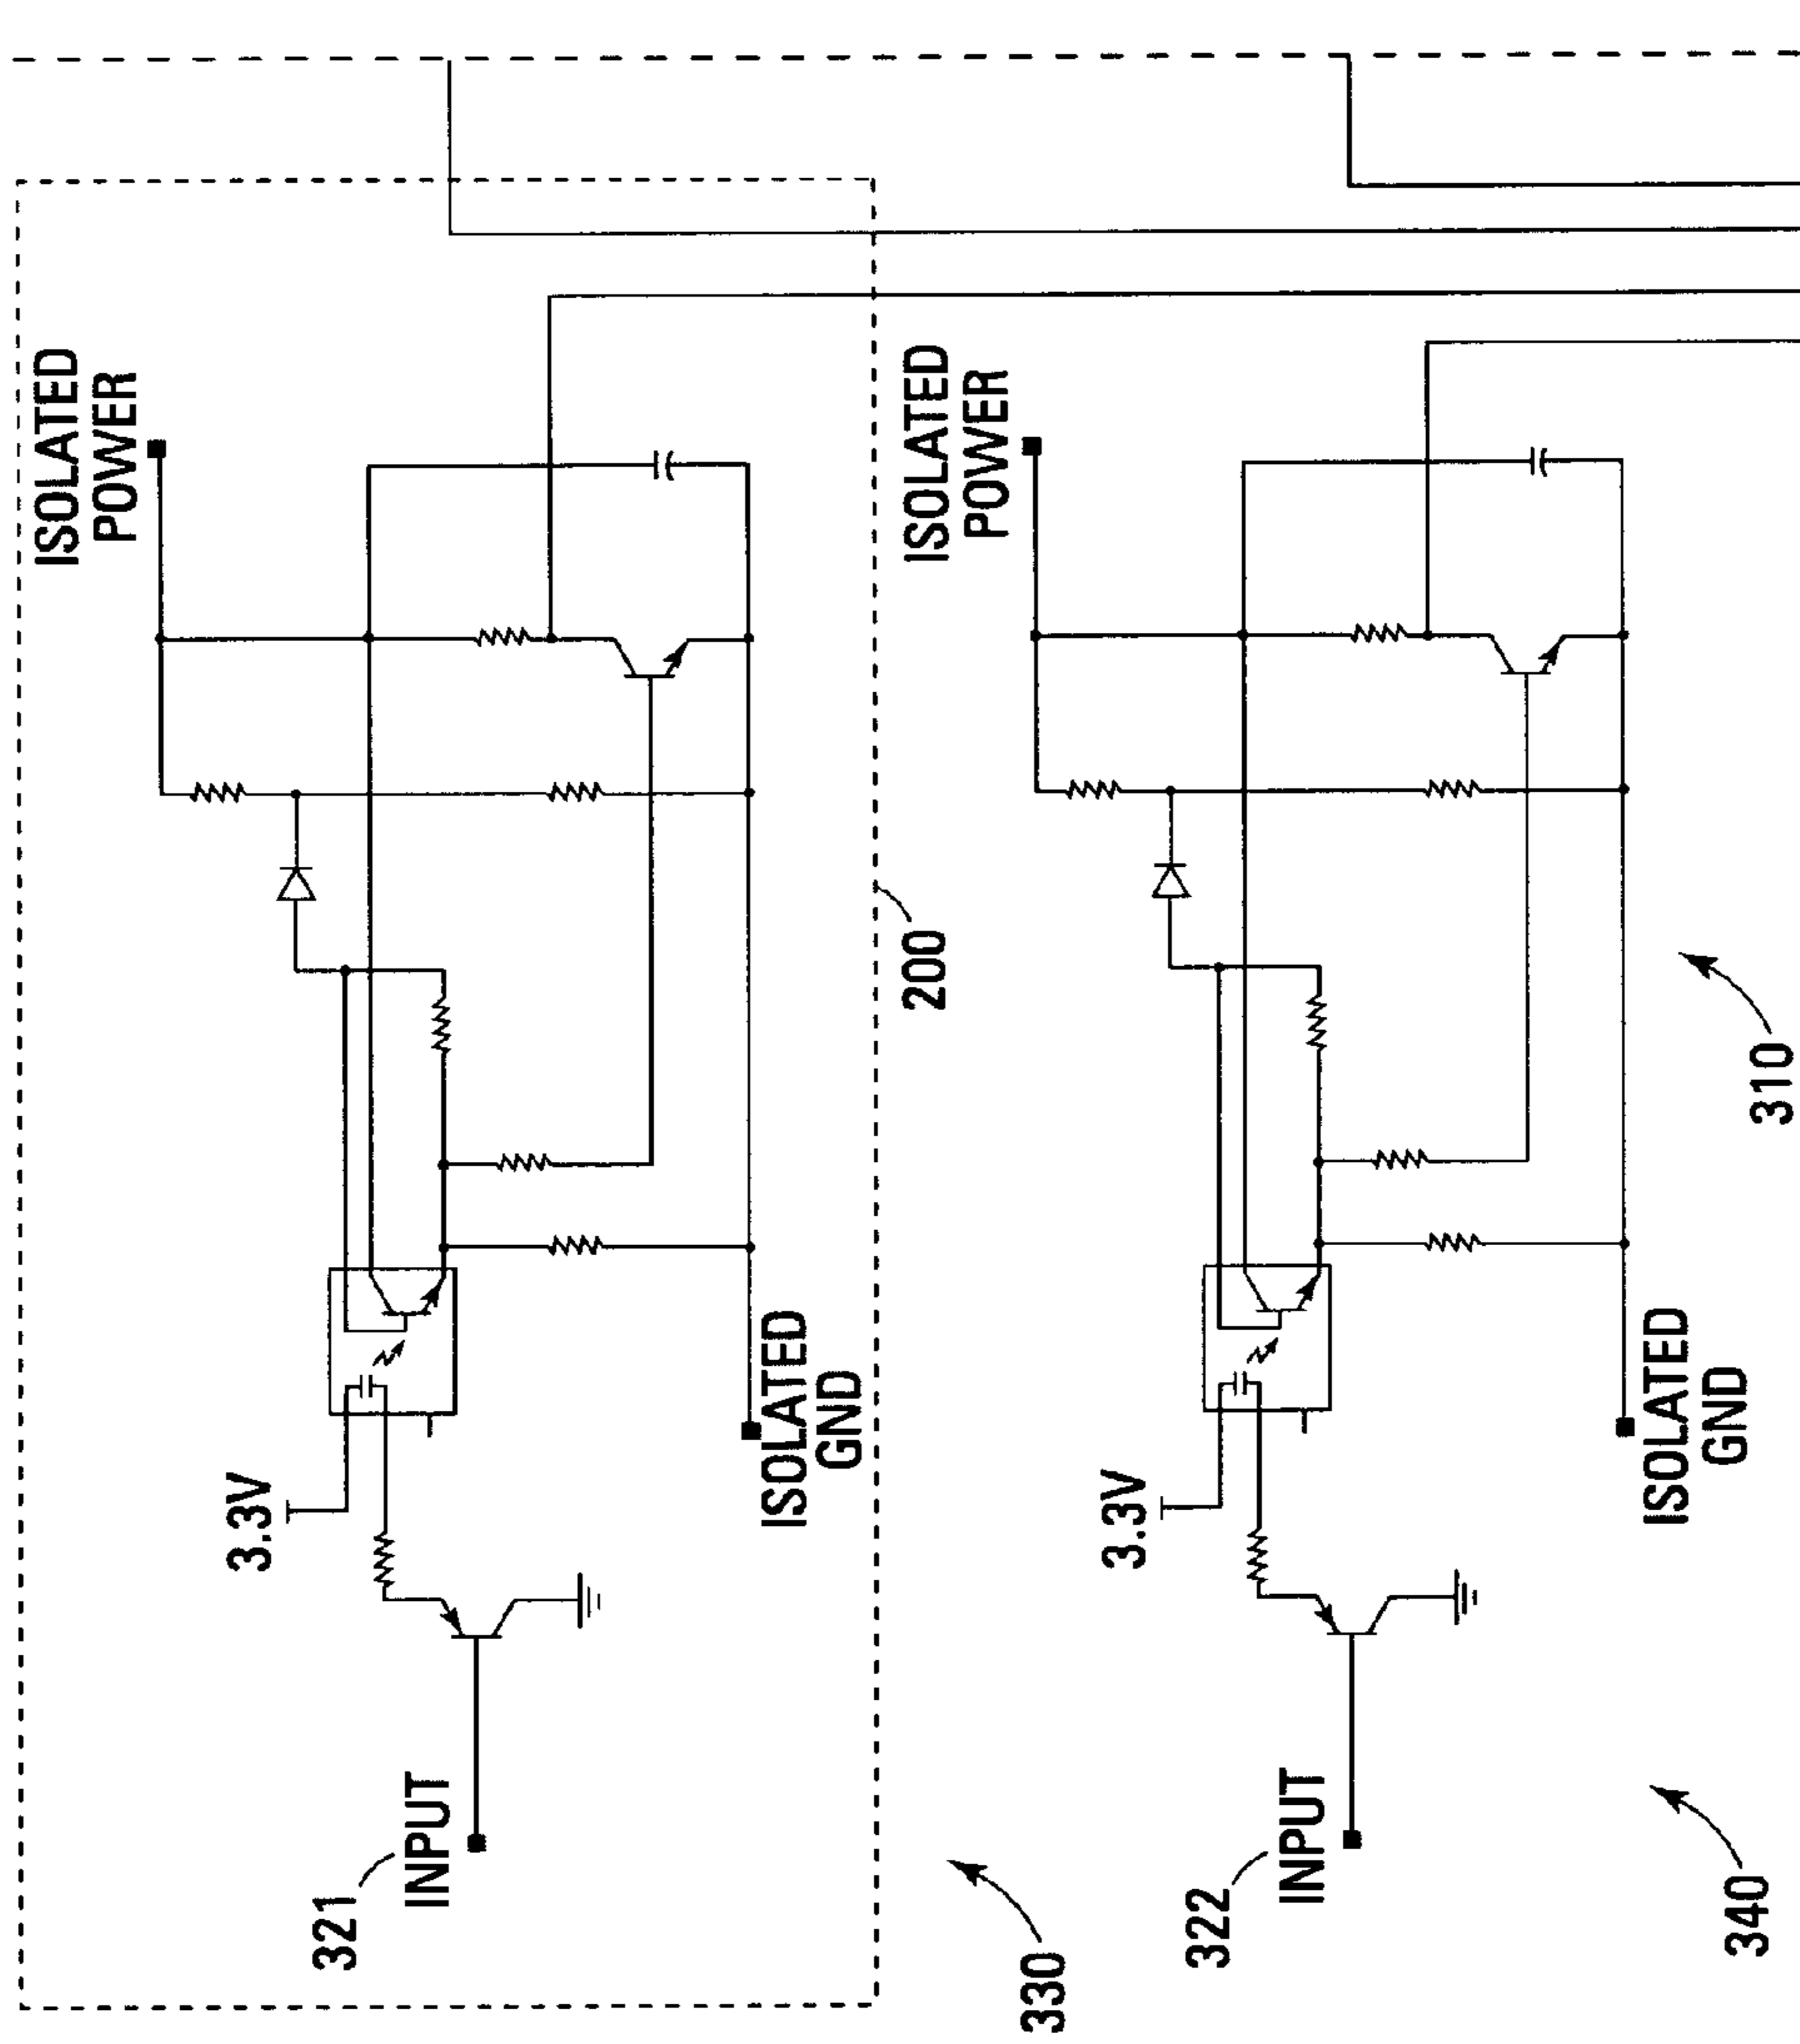 ISOLATED
POWER
3.3V
321
INPUT
ISOLATED
GND
200
330
ISOLATED
POWER
3.3V
322
INPUT
ISOLATED
GND
310
340